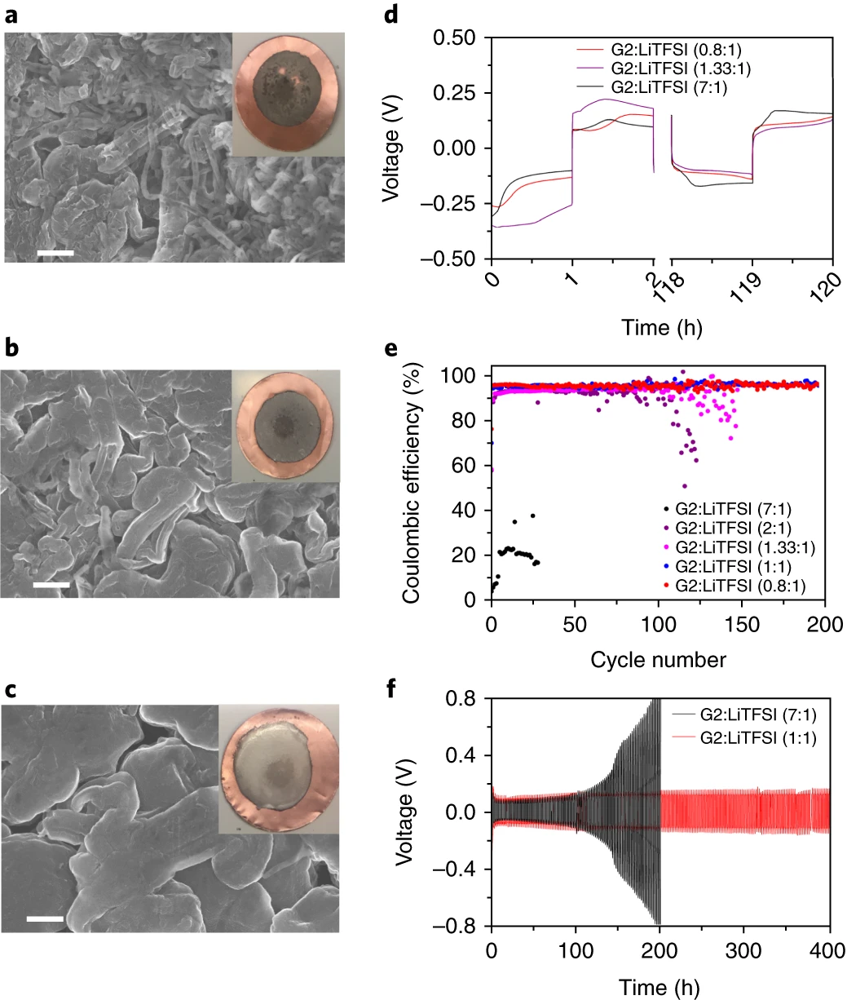 a
b
c
d
0.50
0.25
0.00
–0.25
–0.50
Voltage (V)
G2:LiTFSI (0.8:1)
G2:LiTFSI (1.33:1)
G2:LiTFSI (7:1)
0
1
2
118
119
120
Time (h)
e
100
80
60
40
20
0
Coulombic efficiency (%)
G2:LiTFSI (7:1)
G2:LiTFSI (2:1)
G2:LiTFSI (1.33:1)
G2:LiTFSI (1:1)
G2:LiTFSI (0.8:1)
0
50
100
150
200
Cycle number
f
0.8
0.4
0.0
–0.4
–0.8
Voltage (V)
G2:LiTFSI (7:1)
G2:LiTFSI (1:1)
0
100
200
300
400
Time (h)